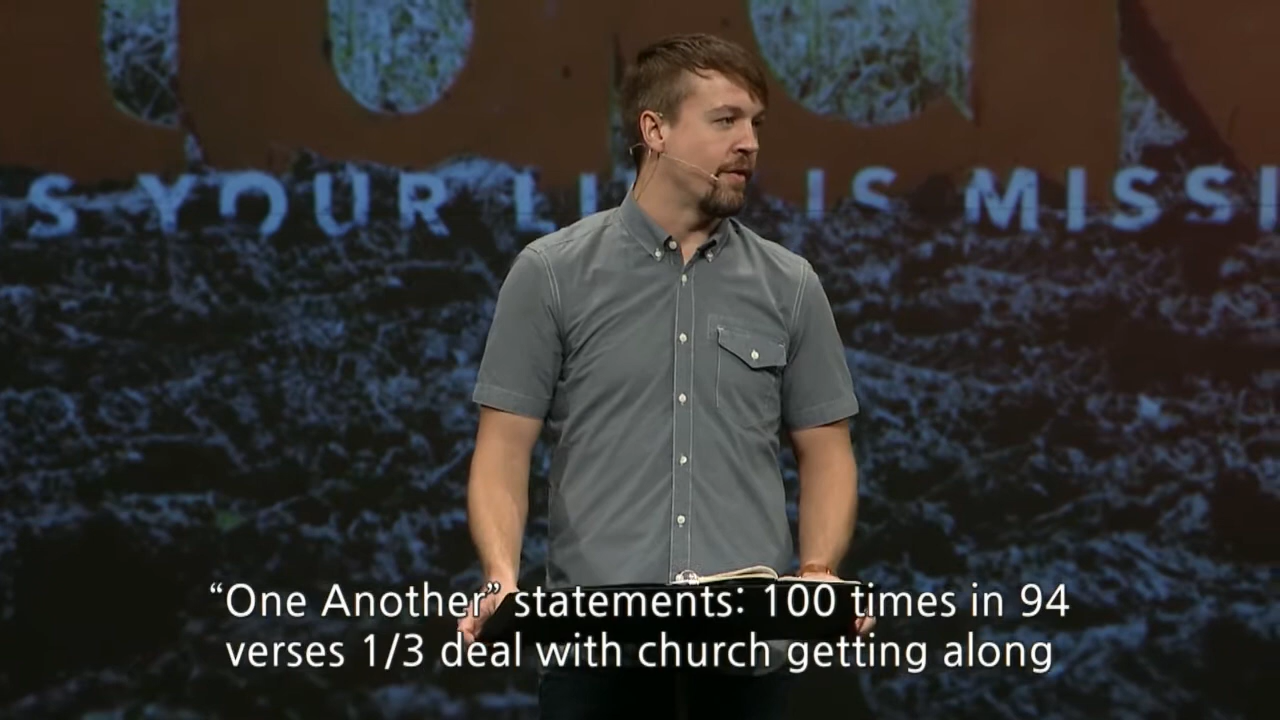 S YOUR LI IS MISSI
“One Another” statements: 100 times in 94
verses 1/3 deal with church getting along